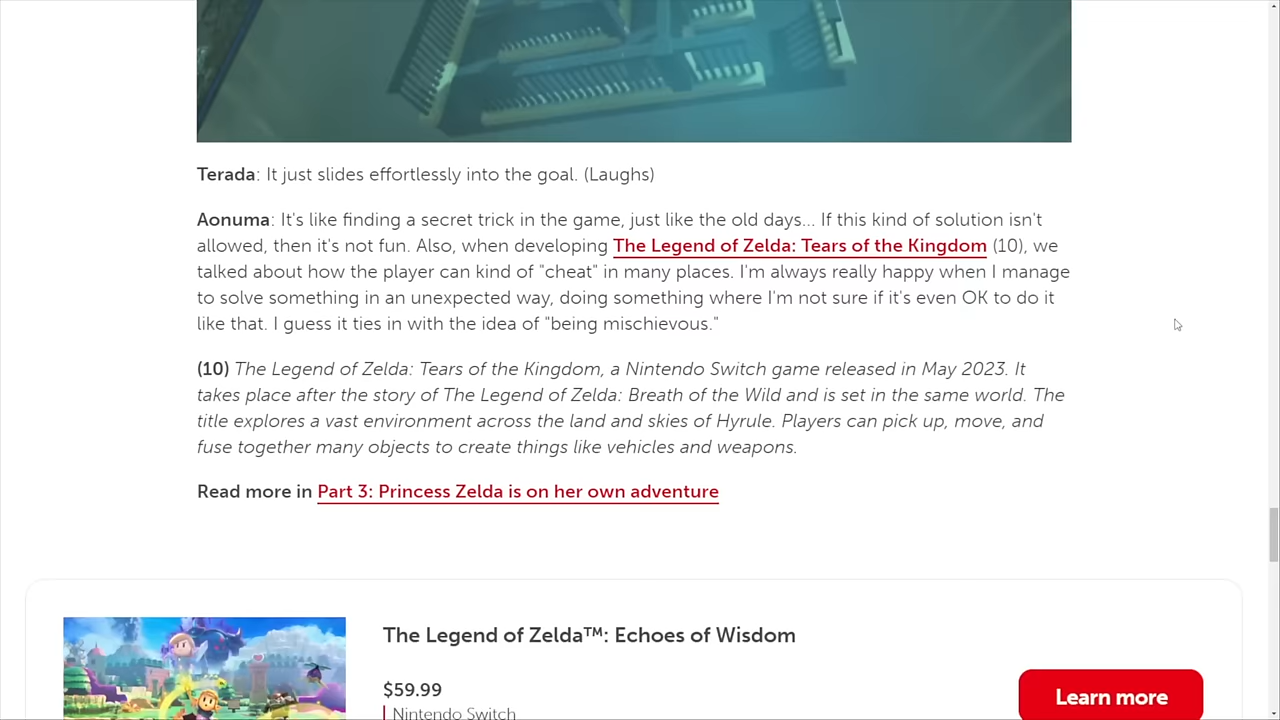 Terada: It just slides effortlessly into the goal. (Laughs)
Aonuma: It's like finding a secret trick in the game, just like the old days... If this kind of solution isn't
allowed, then it's not fun. Also, when developing The Legend of Zelda: Tears of the Kingdom (10), we
talked about how the player can kind of "cheat" in many places. I'm always really happy when I manage
to solve something in an unexpected way, doing something where I'm not sure if it's even OK to do it
like that. I guess it ties in with the idea of "being mischievous."
(10) The Legend of Zelda: Tears of the Kingdom, a Nintendo Switch game released in May 2023. It
takes place after the story of The Legend of Zelda: Breath of the Wild and is set in the same world. The
title explores a vast environment across the land and skies of Hyrule. Players can pick up, move, and
fuse together many objects to create things like vehicles and weapons.
Read more in Part 3: Princess Zelda is on her own adventure
The Legend of Zelda™: Echoes of Wisdom
$59.99
Nintendo Switch
Learn more